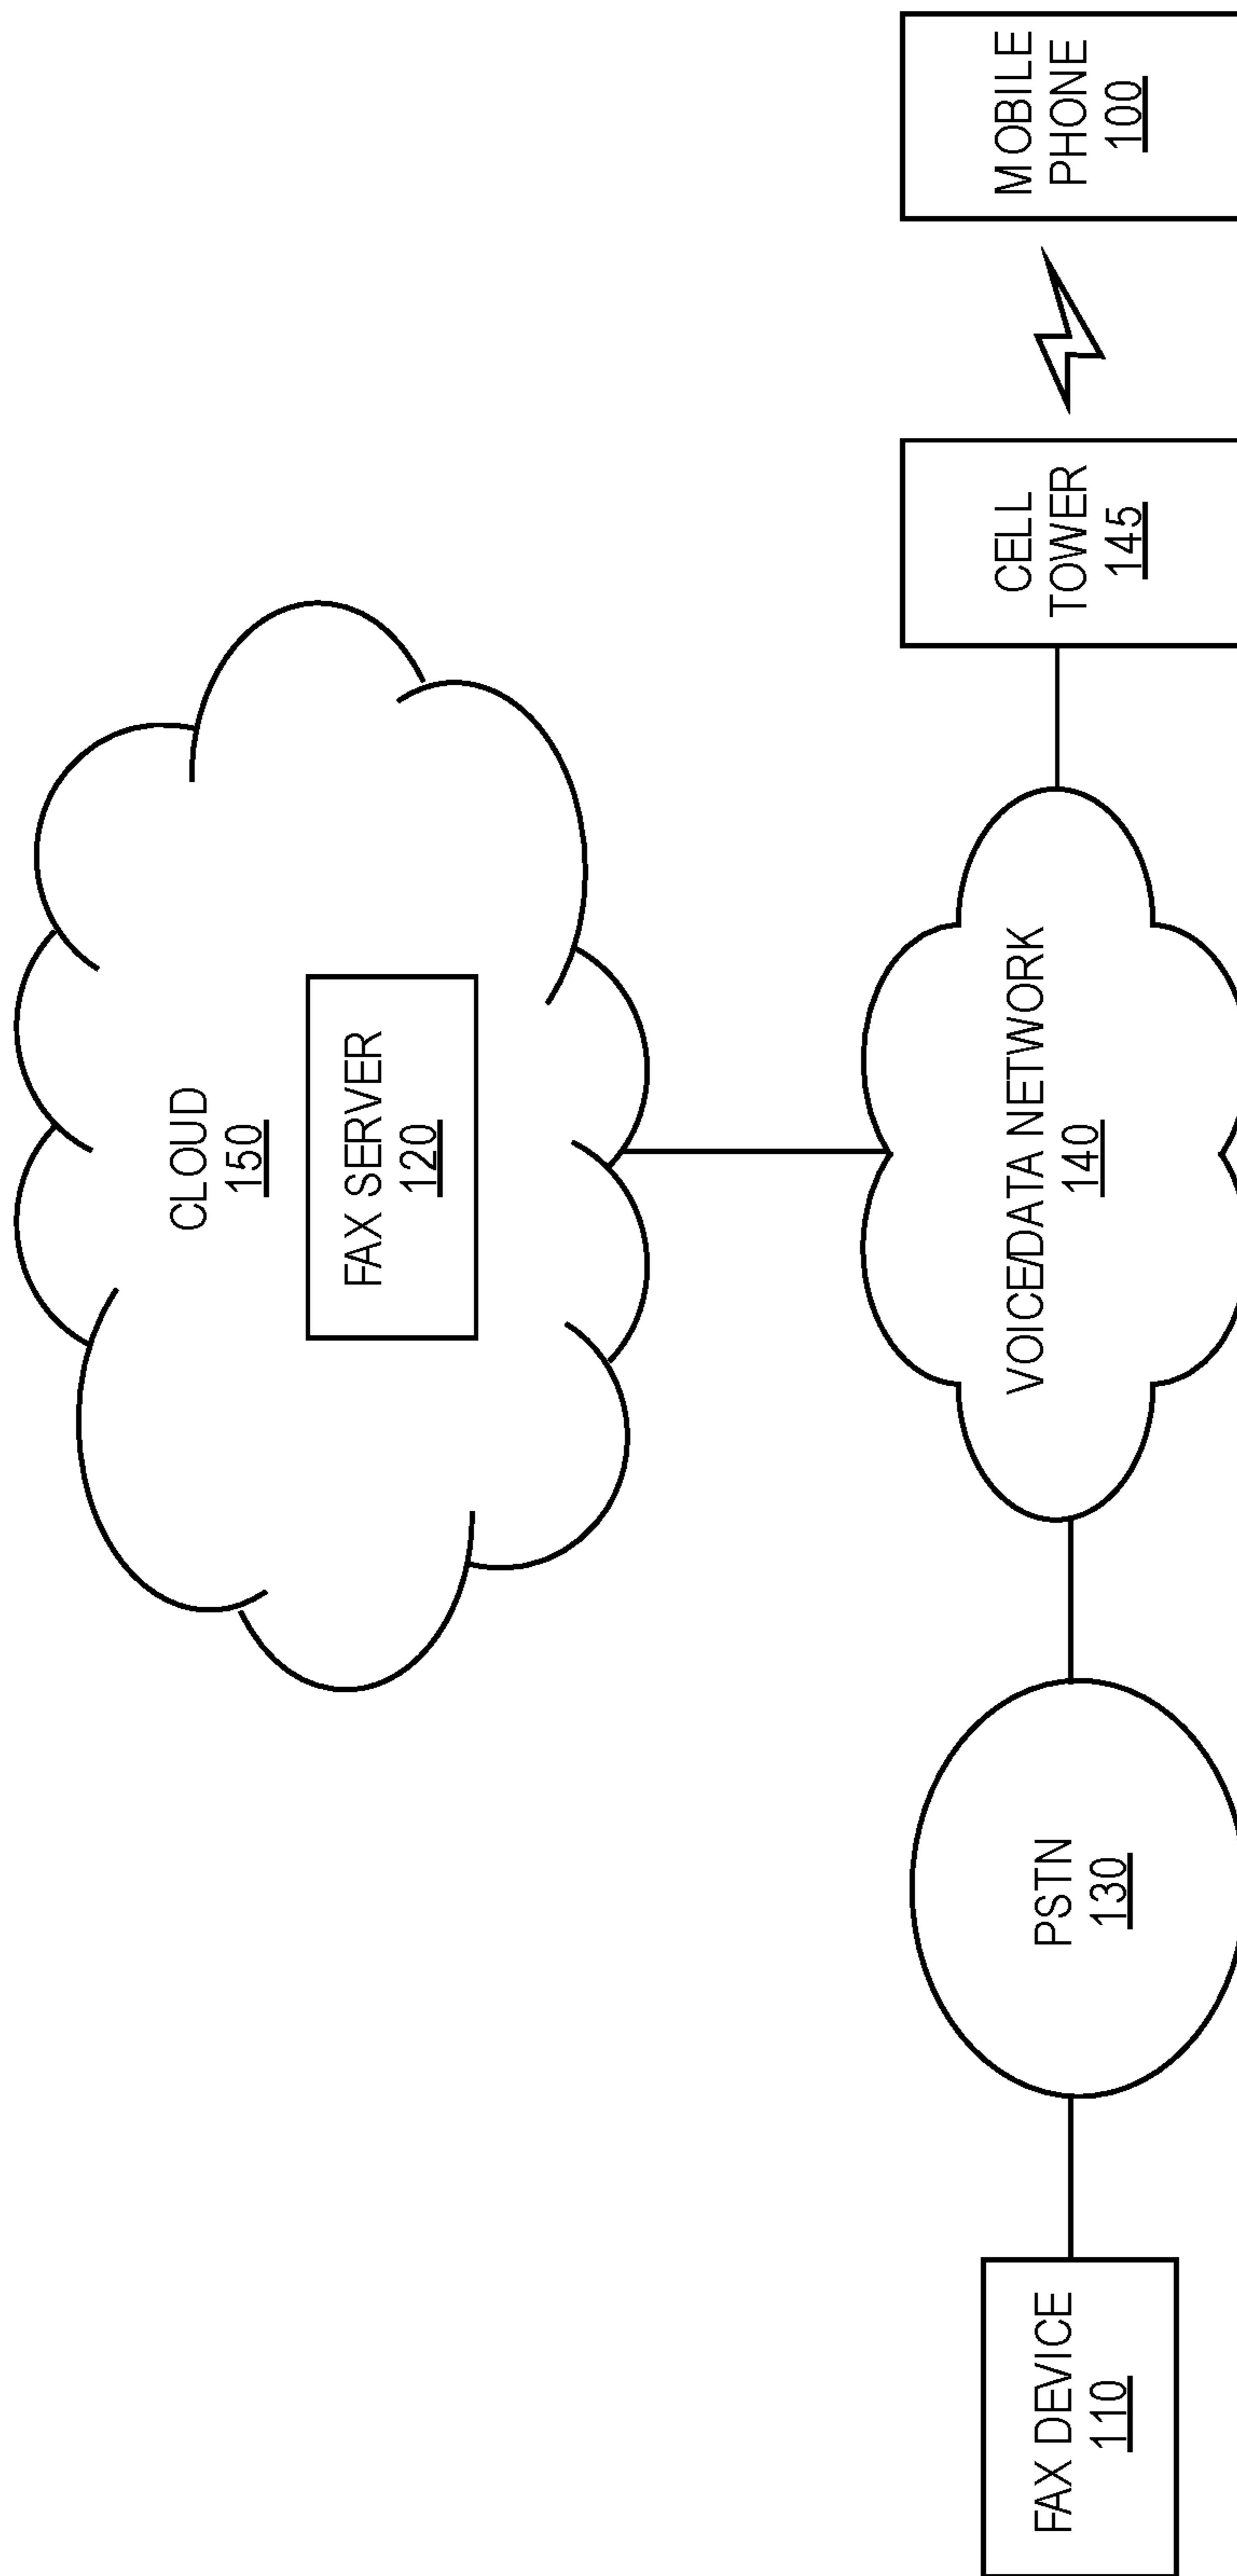 CLOUD
150
FAX SERVER
120
FAX DEVICE
110
PSTN
130
VOICE/DATA NETWORK
140
CELL
TOWER
145
MOBILE
PHONE
100